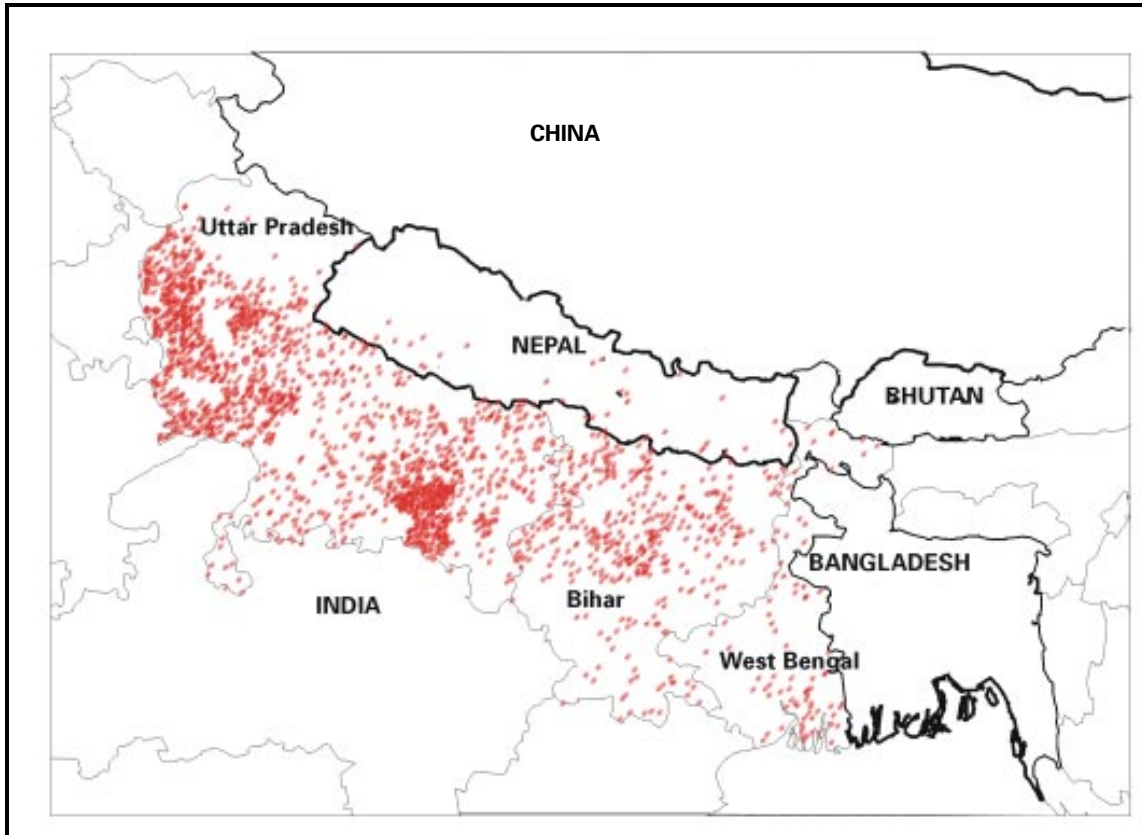 CHINA
Uttar Pradesh
NEPAL
BHUTAN
BANGLADESH
INDIA
Bihar
West Bengal